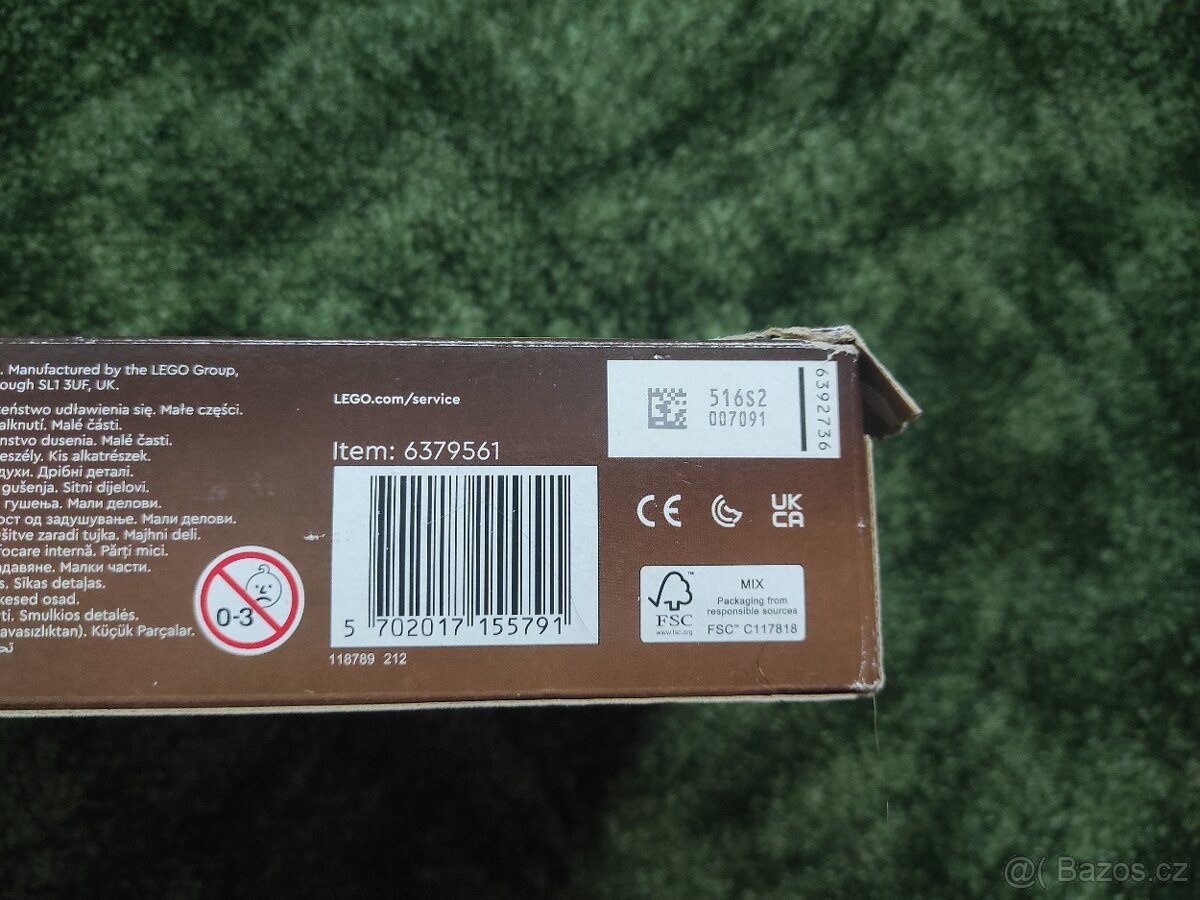 . Manufactured by the LEGO Group,
ough SL1 3UF, UK.
eństwo udławienia się. Małe części.
alknutí. Malé části.
nstvo dusenia. Malé časti.
eszély. Kis alkatrészek.
духи. Дрібні деталі.
gušenja. Sitni dijelovi.
гушења. Мали делови.
ост од задушување. Мали делови.
šitve zaradi tujka. Majhni deli.
focare internă. Părți mici.
адавяне. Малки части.
s. Sīkas detaļas.
kesed osad.
ti. Smulkios detalės.
avasızlıktan). Küçük Parçalar.
0-3
LEGO.com/service
Item: 6379561
5 702017 155791
118789 212
516S2
007091
6392736
CE
UK
CA
FSC
www.fsc.org
MIX
Packaging from
responsible sources
FSC™ C117818
@( Bazos.cz